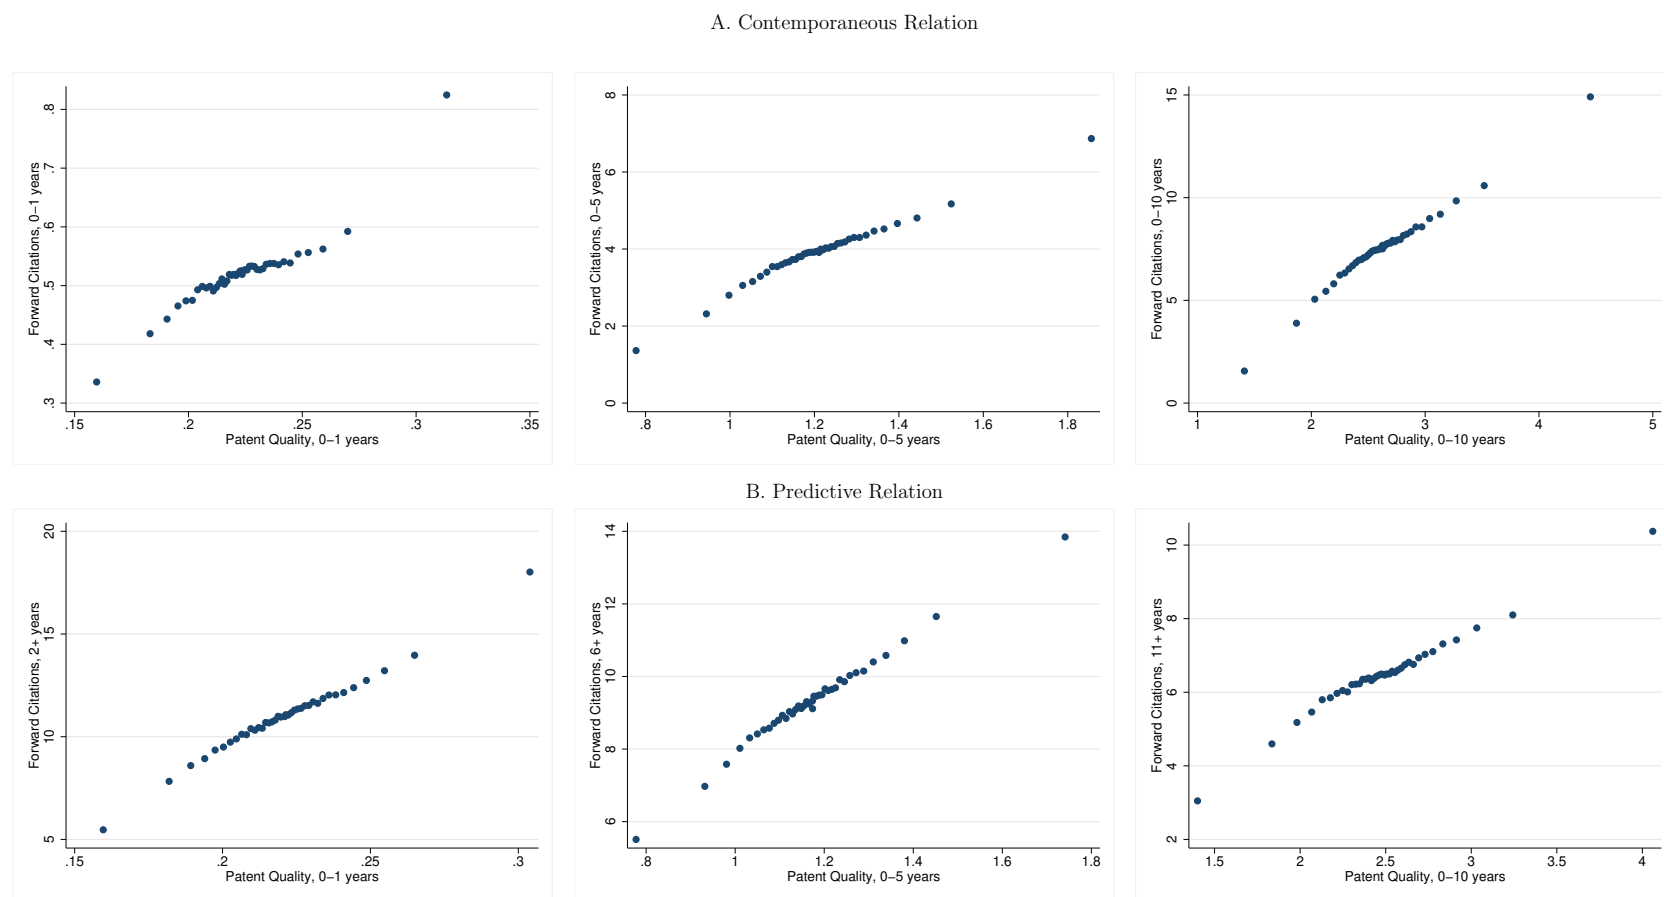 A. Contemporaneous Relation
Forward Citations, 0−1 years
.8
.7
.6
.5
.4
.3
.15 .2 .25 .3 .35
Patent Quality, 0−1 years
Forward Citations, 0−5 years
8
6
4
2
0
.8 1 1.2 1.4 1.6 1.8
Patent Quality, 0−5 years
Forward Citations, 0−10 years
15
10
5
0
1 2 3 4 5
Patent Quality, 0−10 years
B. Predictive Relation
Forward Citations, 2+ years
20
15
10
5
.15 .2 .25 .3
Patent Quality, 0−1 years
Forward Citations, 6+ years
14
12
10
8
6
.8 1 1.2 1.4 1.6 1.8
Patent Quality, 0−5 years
Forward Citations, 11+ years
10
8
6
4
2
1.5 2 2.5 3 3.5 4
Patent Quality, 0−10 years